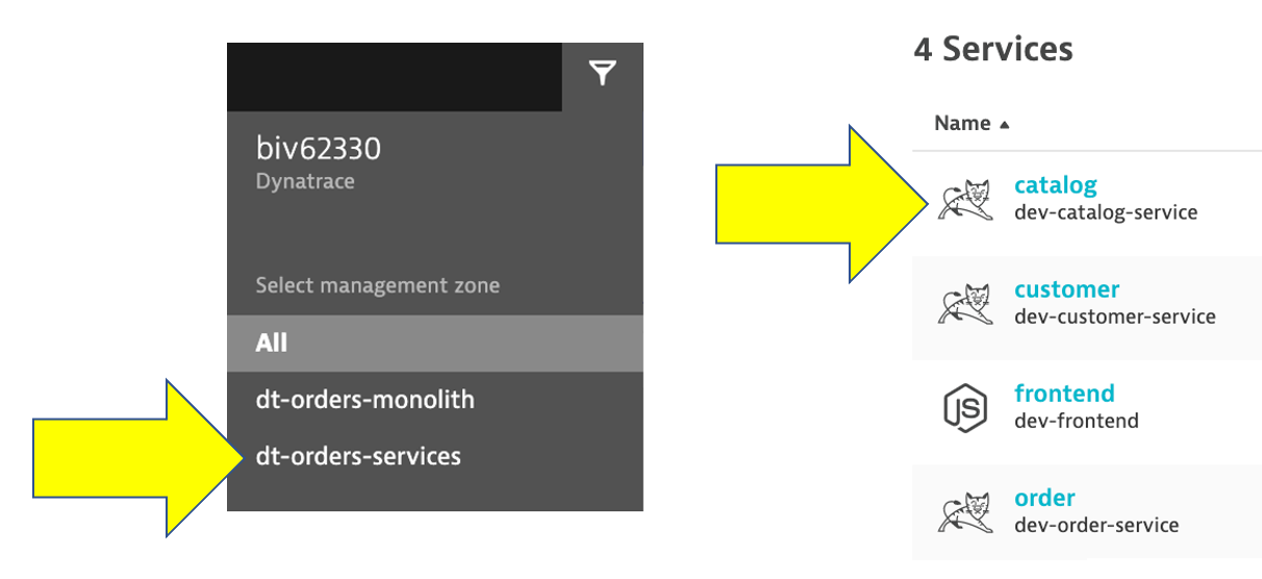 biv62330
Dynatrace
Select management zone
All
dt-orders-monolith
dt-orders-services
4 Services
Name ▲
catalog
dev-catalog-service
customer
dev-customer-service
JS
frontend
dev-frontend
order
dev-order-service